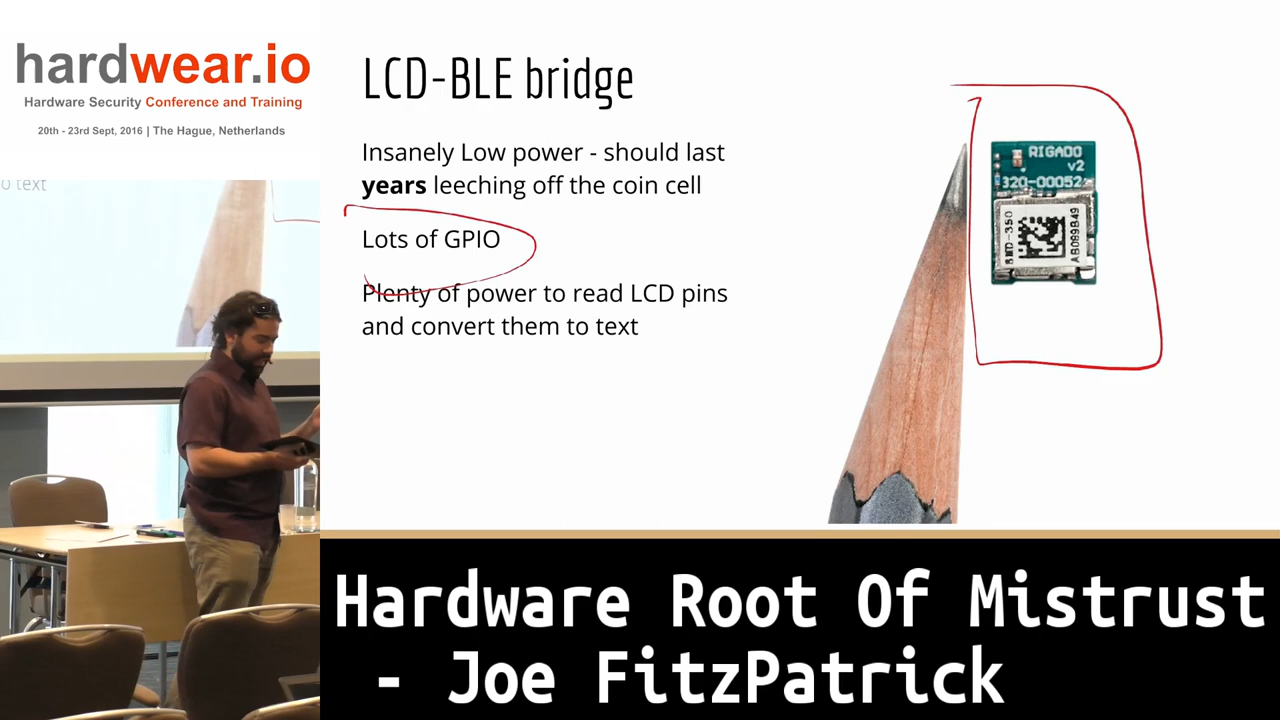 hardwear.io
Hardware Security Conference and Training
20th - 23rd Sept, 2016 | The Hague, Netherlands
o text
LCD-BLE bridge
Insanely Low power - should last
years leeching off the coin cell
Lots of GPIO
Plenty of power to read LCD pins
and convert them to text
RIGADO
v2
320-00052
BMD-350
AB089B49
Hardware Root Of Mistrust
- Joe FitzPatrick